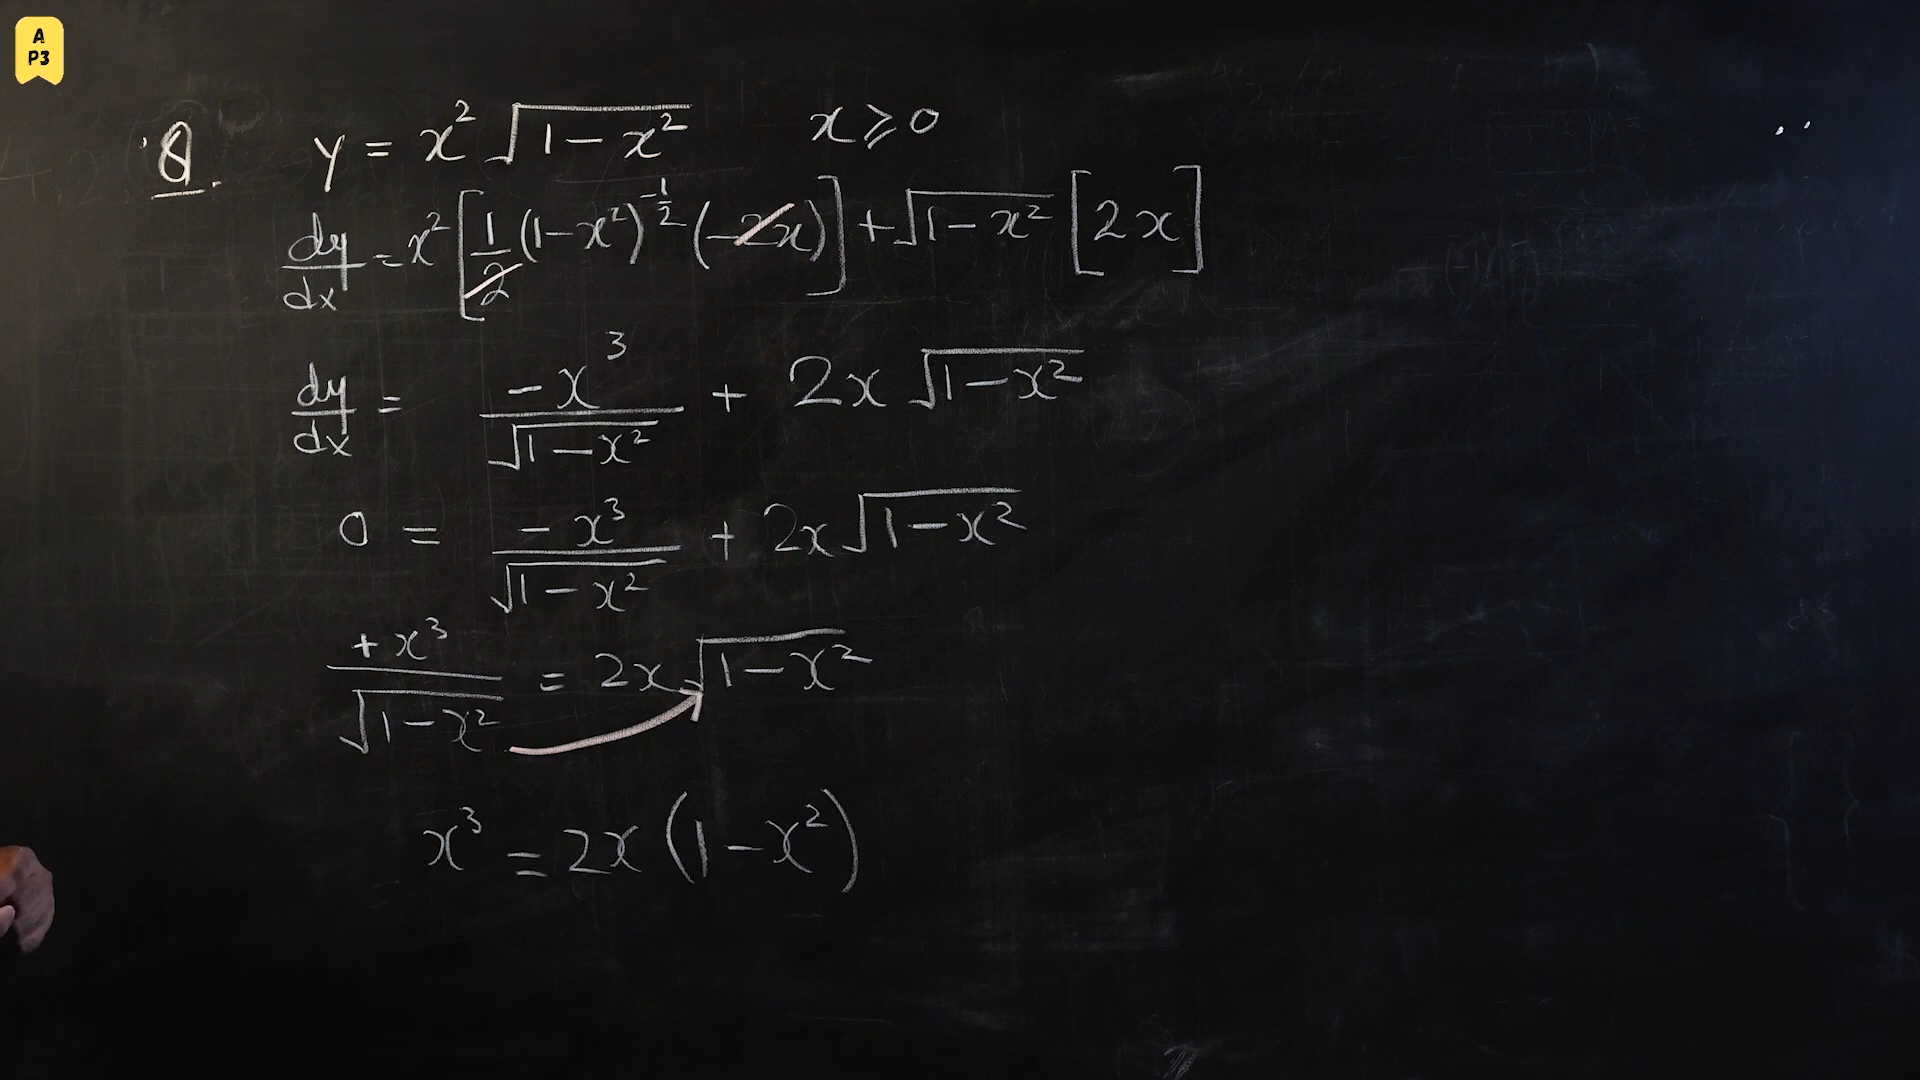 A
P3
Q. y = x² √(1 − x²) x ⩾ 0
dy/dx = x² [1/2 (1−x²)^(−1/2) (−2x)] + √(1−x²) [2x]
dy/dx = −x³/√(1−x²) + 2x √(1−x²)
0 = −x³/√(1−x²) + 2x √(1−x²)
+x³/√(1−x²) = 2x √(1−x²)
x³ = 2x (1−x²)